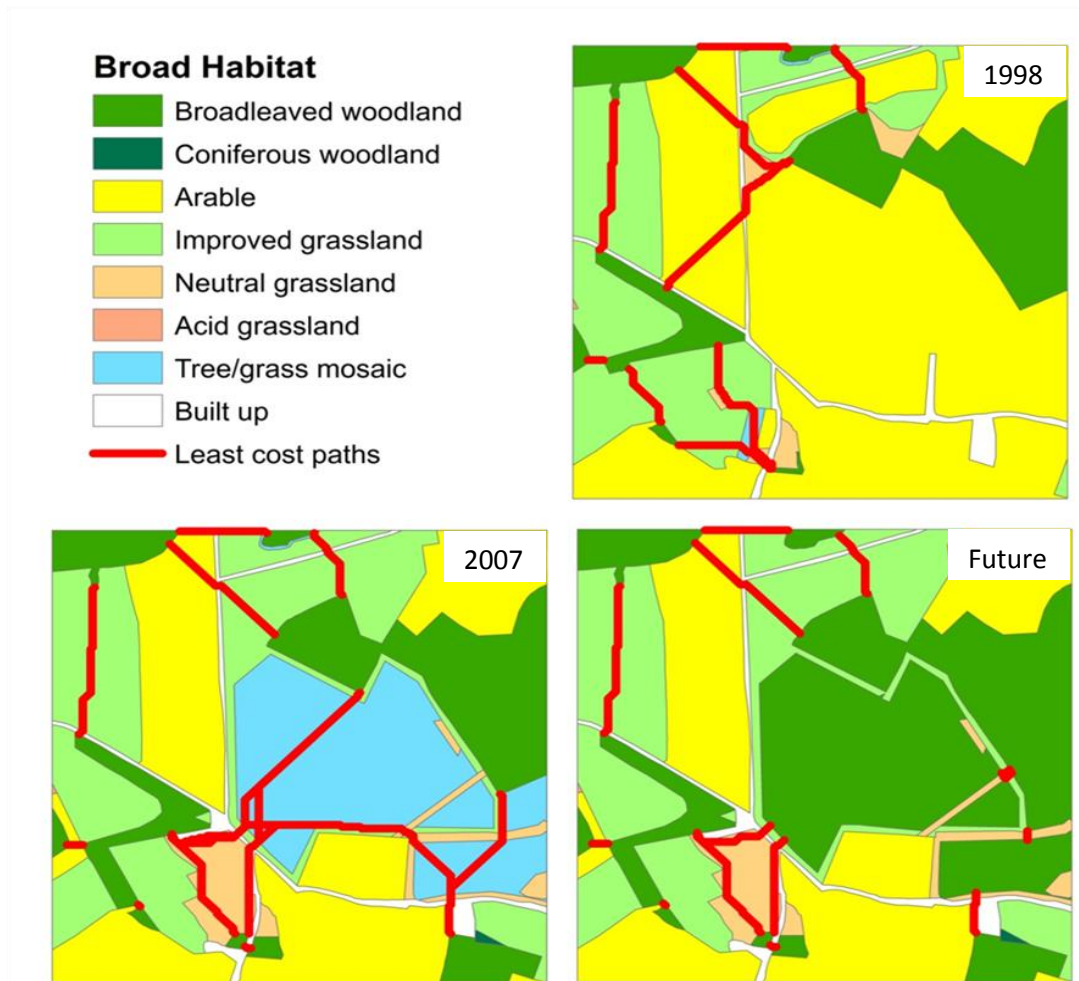 Broad Habitat
Broadleaved woodland
Coniferous woodland
Arable
Improved grassland
Neutral grassland
Acid grassland
Tree/grass mosaic
Built up
Least cost paths
1998
2007
Future